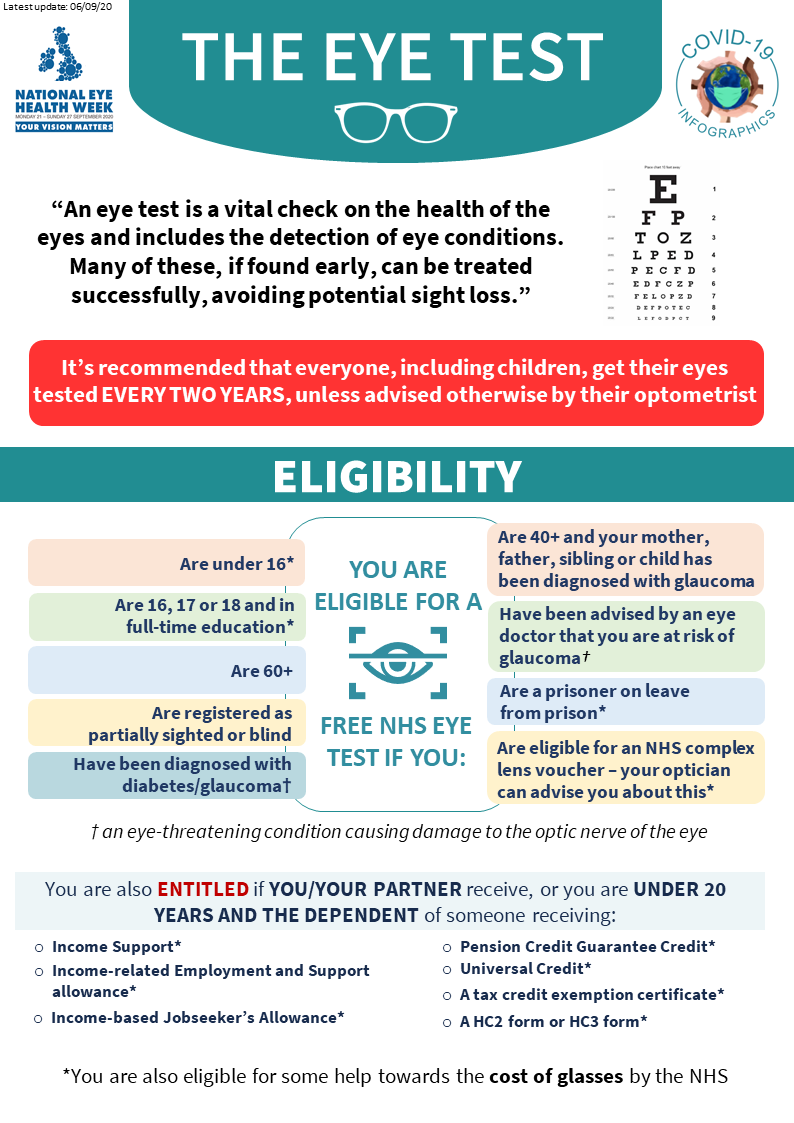 Latest update: 06/09/20
NATIONAL EYE
HEALTH WEEK
MONDAY 21 – SUNDAY 27 SEPTEMBER 2020
YOUR VISION MATTERS
THE EYE TEST
COVID-19
INFOGRAPHICS
“An eye test is a vital check on the health of the
eyes and includes the detection of eye conditions.
Many of these, if found early, can be treated
successfully, avoiding potential sight loss.”
E 1
F P 2
T O Z 3
L P E D 4
P E C F D 5
E D F C Z P 6
F E L O P Z D 7
D E F P O T E C 8
L E F O D P C T 9
It’s recommended that everyone, including children, get their eyes
tested EVERY TWO YEARS, unless advised otherwise by their optometrist
ELIGIBILITY
YOU ARE
ELIGIBLE FOR A
FREE NHS EYE
TEST IF YOU:
Are under 16*
Are 16, 17 or 18 and in
full-time education*
Are 60+
Are registered as
partially sighted or blind
Have been diagnosed with
diabetes/glaucoma†
Are 40+ and your mother,
father, sibling or child has
been diagnosed with glaucoma
Have been advised by an eye
doctor that you are at risk of
glaucoma†
Are a prisoner on leave
from prison*
Are eligible for an NHS complex
lens voucher – your optician
can advise you about this*
† an eye-threatening condition causing damage to the optic nerve of the eye
You are also ENTITLED if YOU/YOUR PARTNER receive, or you are UNDER 20
YEARS AND THE DEPENDENT of someone receiving:
o Income Support*
o Income-related Employment and Support
allowance*
o Income-based Jobseeker’s Allowance*
o Pension Credit Guarantee Credit*
o Universal Credit*
o A tax credit exemption certificate*
o A HC2 form or HC3 form*
*You are also eligible for some help towards the cost of glasses by the NHS